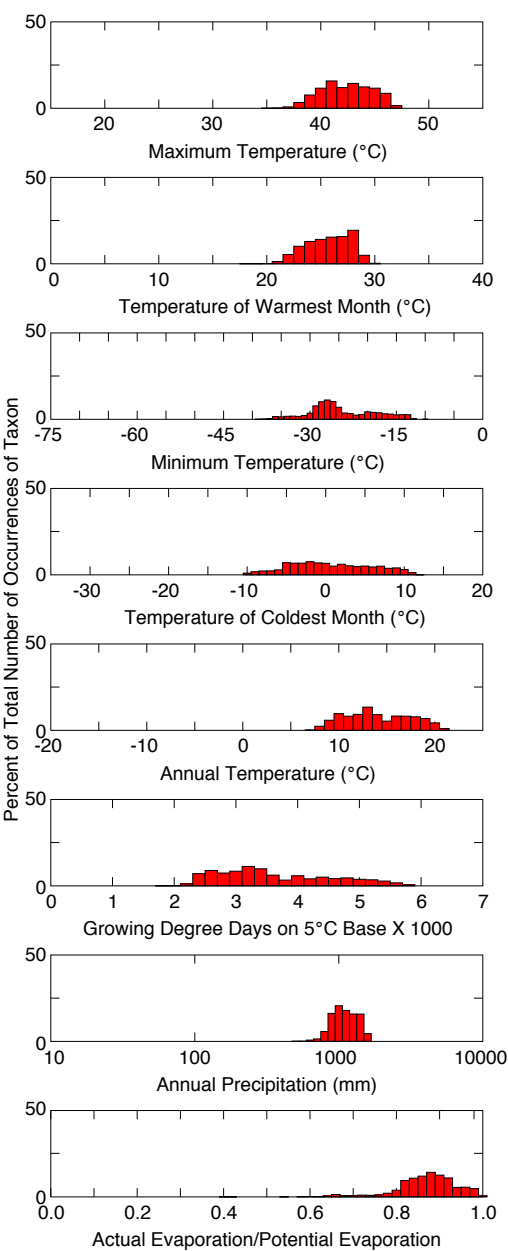 Percent of Total Number of Occurrences of Taxon
50
0
20 30 40 50
Maximum Temperature (°C)
50
0
0 10 20 30 40
Temperature of Warmest Month (°C)
50
0
-75 -60 -45 -30 -15 0
Minimum Temperature (°C)
50
0
-30 -20 -10 0 10 20
Temperature of Coldest Month (°C)
50
0
-20 -10 0 10 20
Annual Temperature (°C)
50
0
0 1 2 3 4 5 6 7
Growing Degree Days on 5°C Base X 1000
50
0
10 100 1000 10000
Annual Precipitation (mm)
50
0
0.0 0.2 0.4 0.6 0.8 1.0
Actual Evaporation/Potential Evaporation